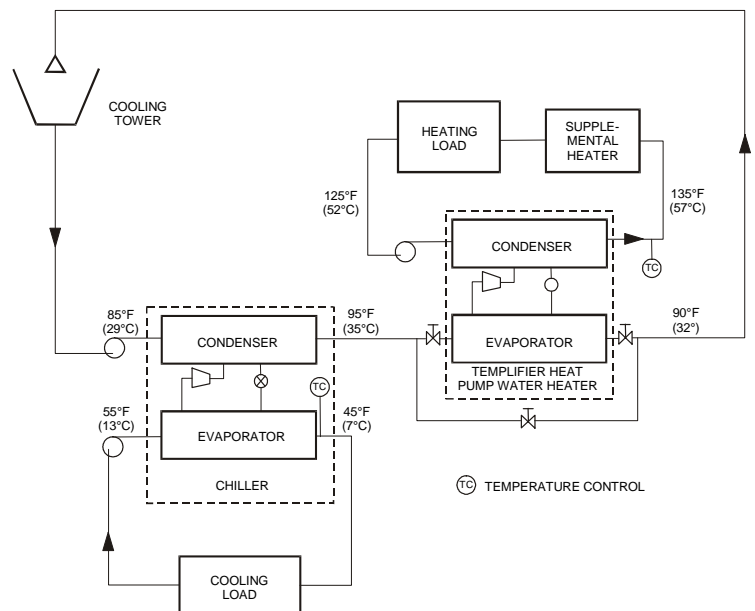 COOLING
TOWER
HEATING
LOAD
SUPPLE-
MENTAL
HEATER
125°F
(52°C)
135°F
(57°C)
CONDENSER
TC
85°F
(29°C)
CONDENSER
95°F
(35°C)
EVAPORATOR
90°F
(32°)
TEMPLIFIER HEAT
PUMP WATER HEATER
TC
55°F
(13°C)
EVAPORATOR
45°F
(7°C)
CHILLER
TC TEMPERATURE CONTROL
COOLING
LOAD